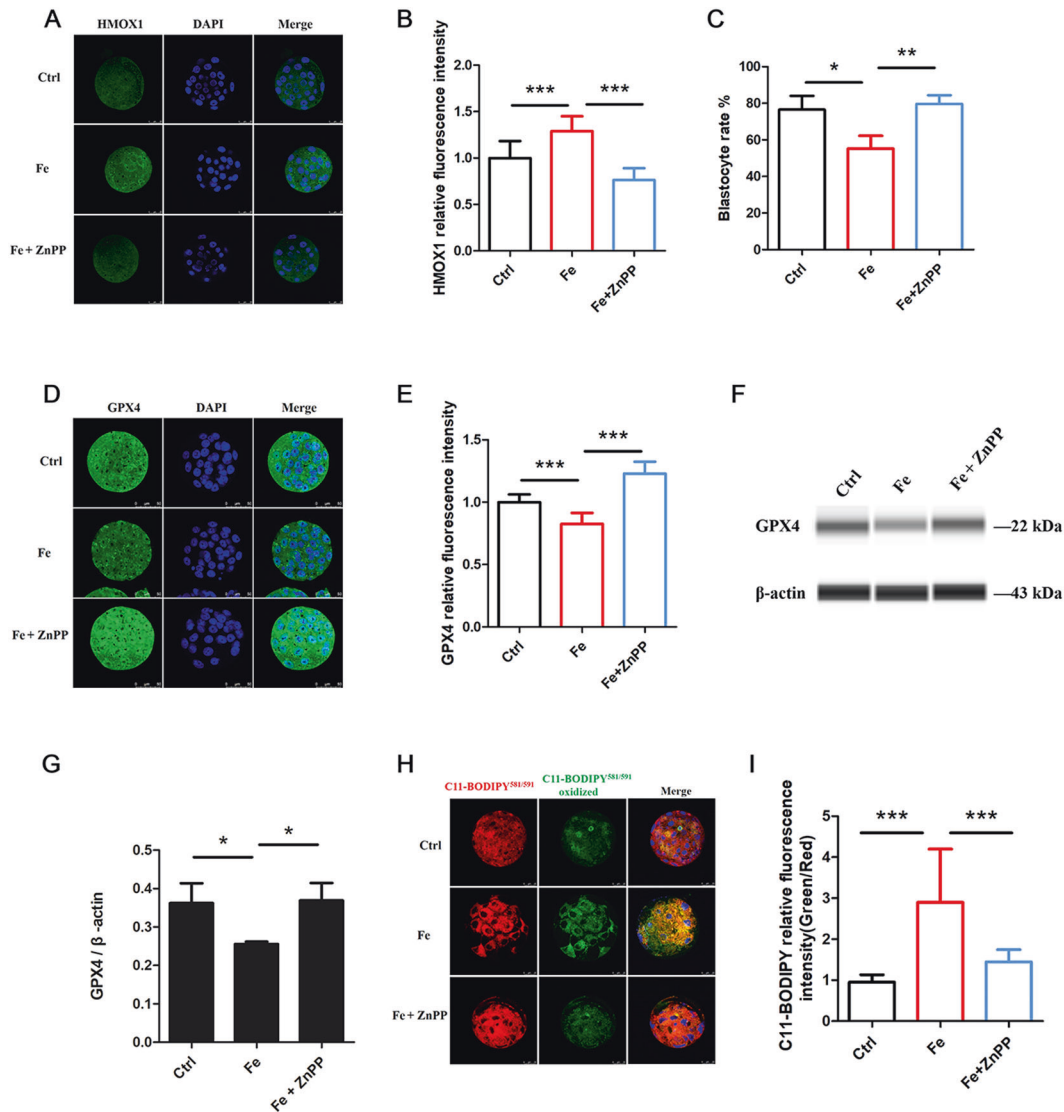 A
HMOX1 DAPI Merge
Ctrl
Fe
Fe + ZnPP
B
HMOX1 relative fluorescence intensity
2.0
1.5
1.0
0.5
0.0
*** ***
Ctrl Fe Fe+ZnPP
C
Blastocyte rate %
100
80
60
40
20
0
* **
Ctrl Fe Fe+ZnPP
D
GPX4 DAPI Merge
Ctrl
Fe
Fe + ZnPP
E
GPX4 relative fluorescence intensity
1.5
1.0
0.5
0.0
*** ***
Ctrl Fe Fe+ZnPP
F
Ctrl Fe Fe + ZnPP
GPX4 —22 kDa
β-actin —43 kDa
G
GPX4 / β -actin
0.5
0.4
0.3
0.2
0.1
0.0
* *
Ctrl Fe Fe + ZnPP
H
C11-BODIPY581/591 C11-BODIPY581/591 Merge
oxidized
Ctrl
Fe
Fe + ZnPP
I
C11-BODIPY relative fluorescence
intensity(Green/Red)
5
4
3
2
1
0
*** ***
Ctrl Fe Fe+ZnPP